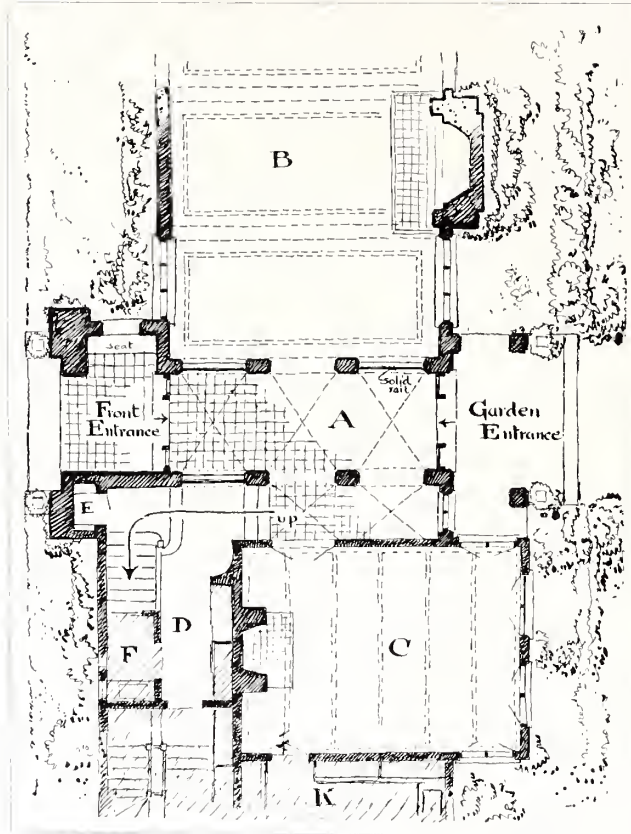 B
seat
Solid
rail
Front
Entrance
A
Garden
Entrance
E
up
D
F
C
K